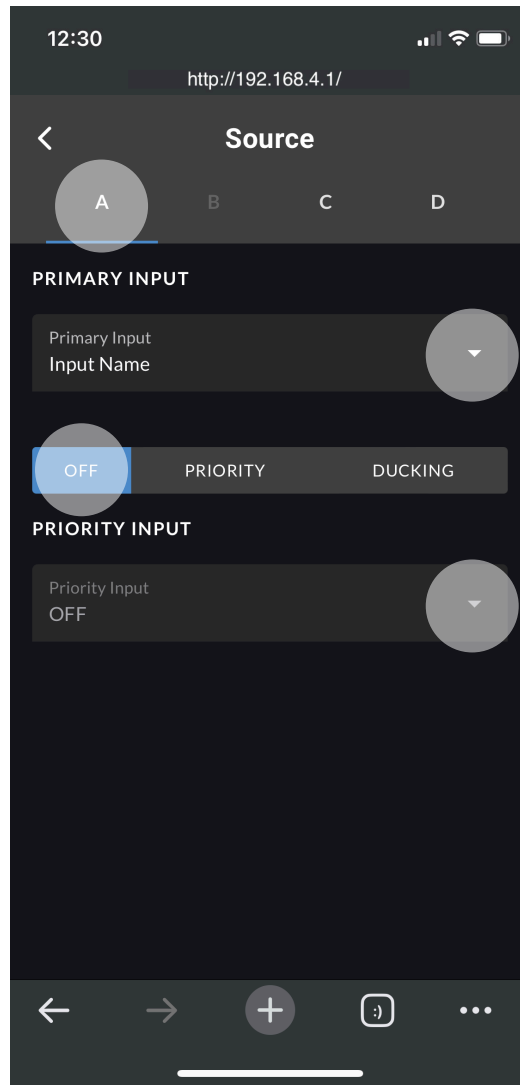 12:30
http://192.168.4.1/
Source
A B C D
PRIMARY INPUT
Primary Input
Input Name
OFF PRIORITY DUCKING
PRIORITY INPUT
Priority Input
OFF
:)